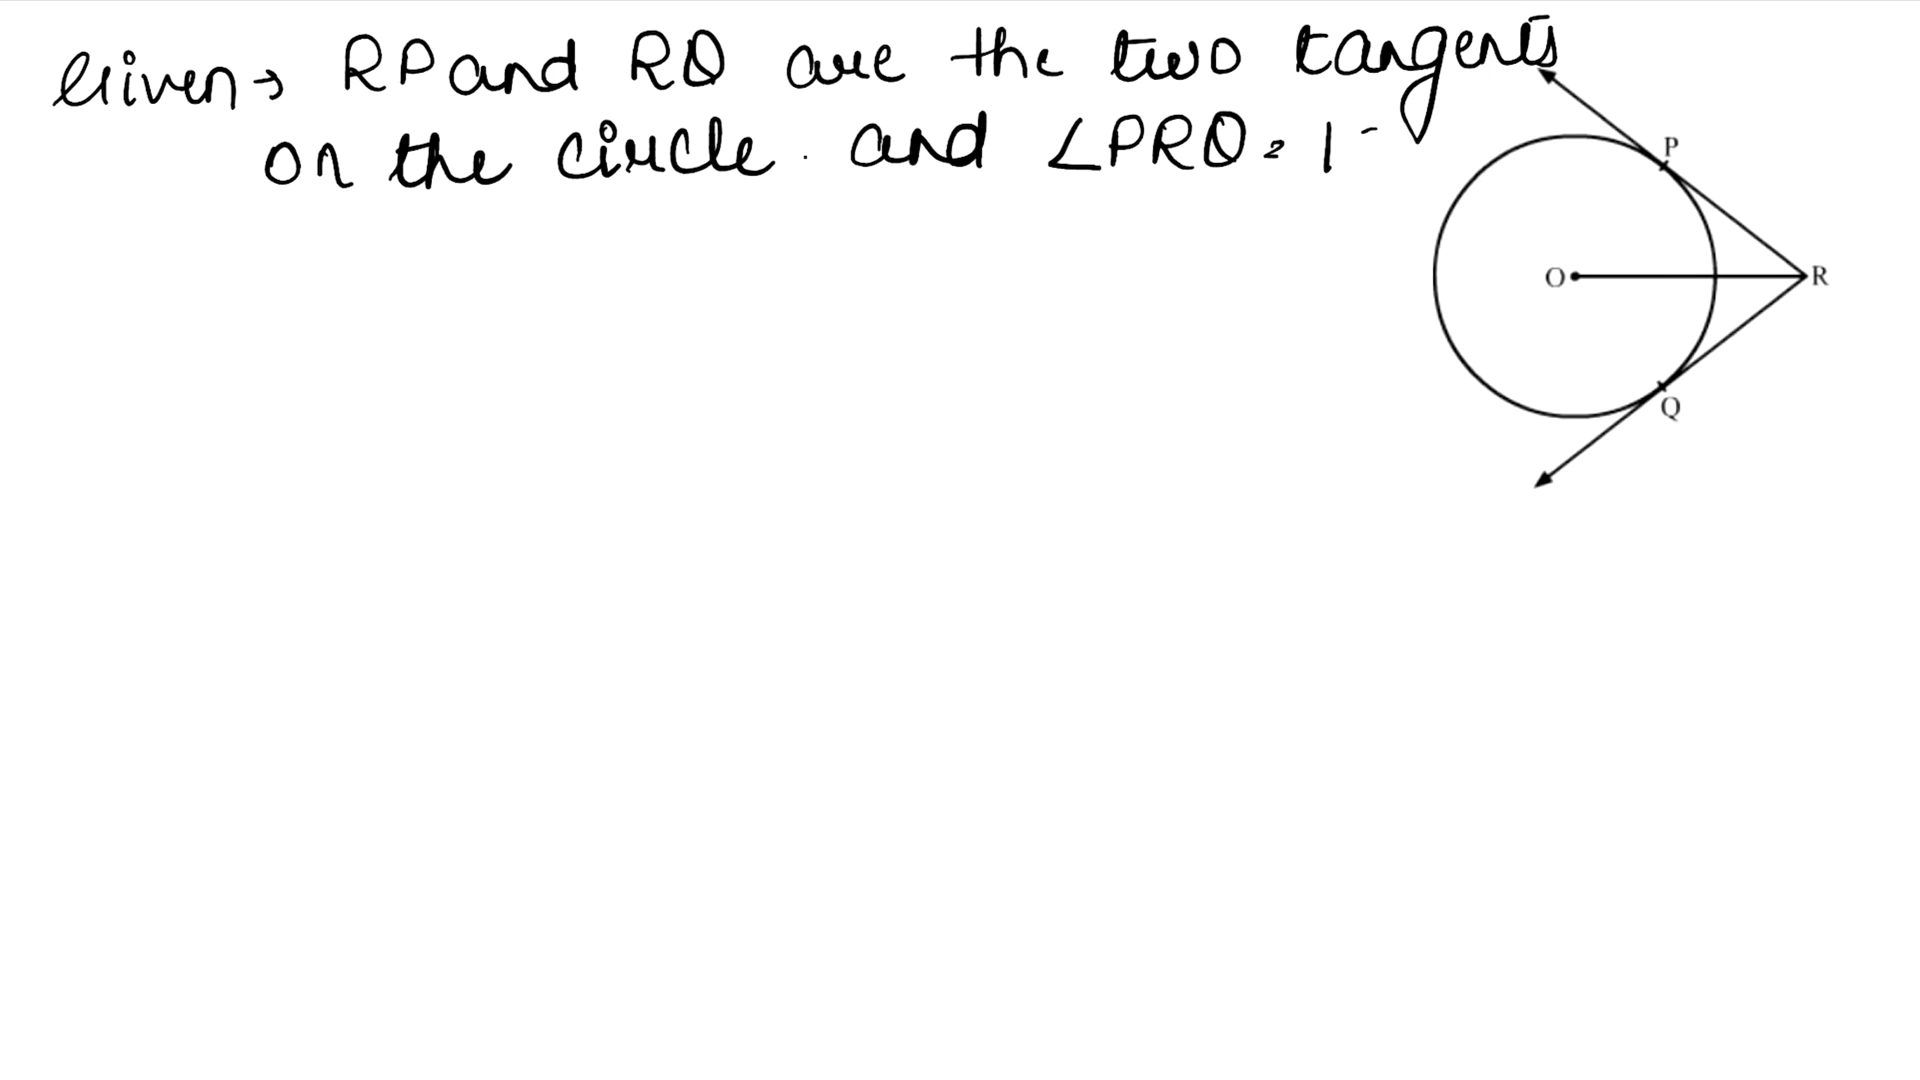 Given → RP and RQ are the two tangents
on the circle. and ∠PRQ = 1
P
O
R
Q